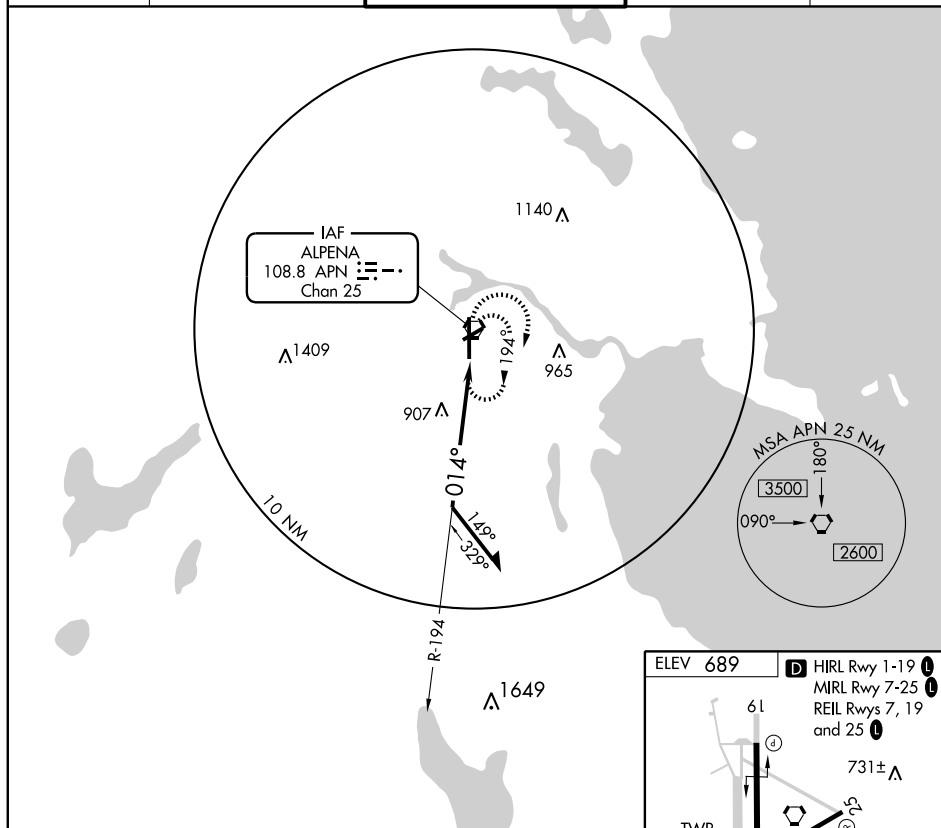 1140
IAF
ALPENA
108.8 APN
Chan 25
1409
194°
965
907
014°
MSA APN 25 NM
180°
3500
090°
2600
10 NM
149°
329°
R-194
1649
ELEV 689
D HIRL Rwy 1-19 L
MIRL Rwy 7-25 L
REIL Rwys 7, 19
and 25 L
19
P
731±
25
P
TWR